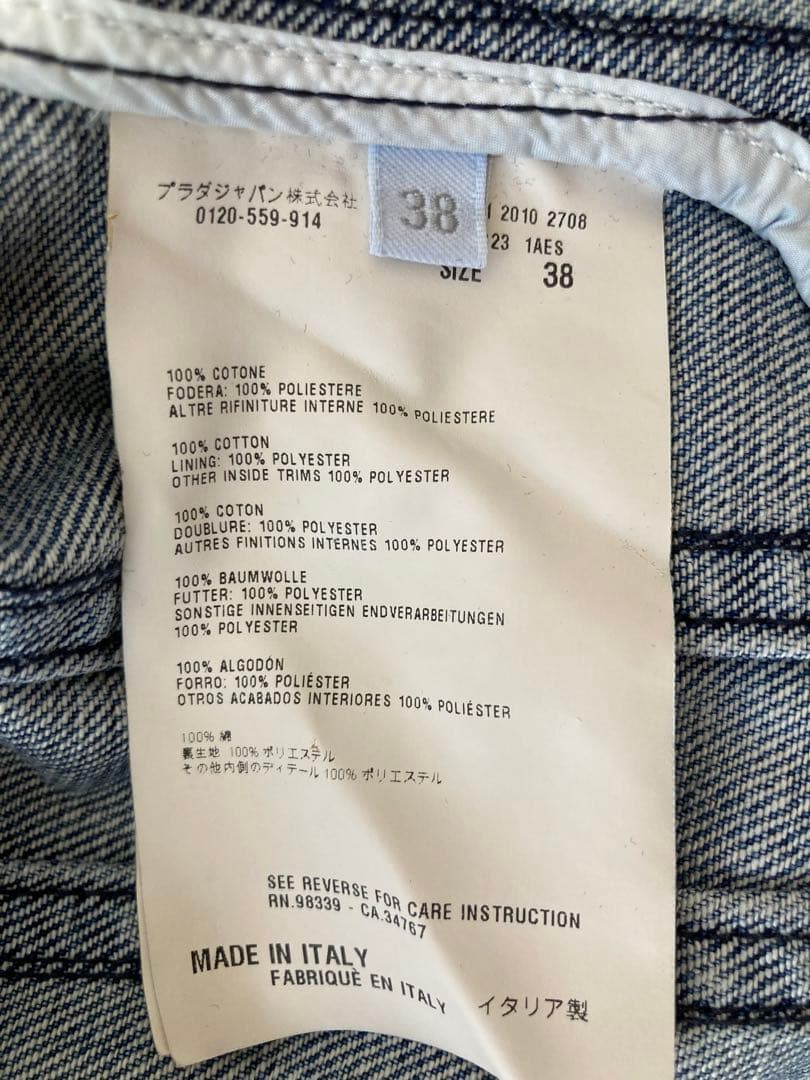 プラダジャパン株式会社
0120-559-914
38
2010 2708
23 1AES
SIZE 38
100% COTONE
FODERA: 100% POLIESTERE
ALTRE RIFINITURE INTERNE 100% POLIESTERE
100% COTTON
LINING: 100% POLYESTER
OTHER INSIDE TRIMS 100% POLYESTER
100% COTON
DOUBLURE: 100% POLYESTER
AUTRES FINITIONS INTERNES 100% POLYESTER
100% BAUMWOLLE
FUTTER: 100% POLYESTER
SONSTIGE INNENSEITIGEN ENDVERARBEITUNGEN
100% POLYESTER
100% ALGODÓN
FORRO: 100% POLIÉSTER
OTROS ACABADOS INTERIORES 100% POLIÉSTER
100% 綿
裏生地 100% ポリエステル
その他内側のディテール 100% ポリエステル
SEE REVERSE FOR CARE INSTRUCTION
RN.98339 - CA.34767
MADE IN ITALY
FABRIQUÈ EN ITALY イタリア製